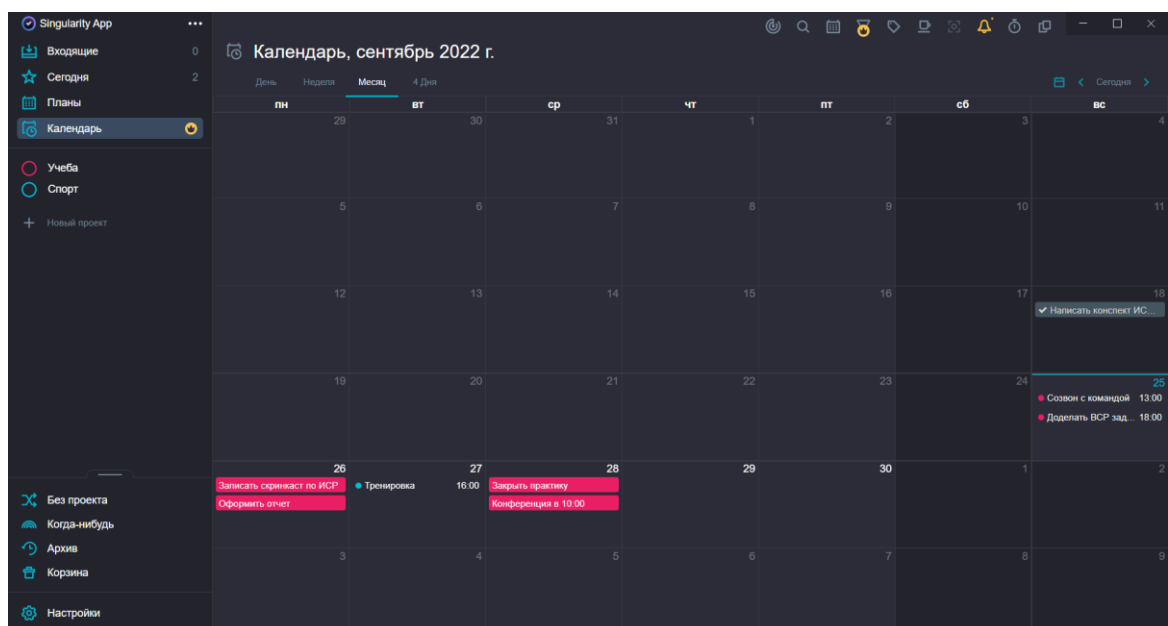 Singularity App
Входящие 0
Сегодня 2
Планы
Календарь
Учеба
Спорт
Новый проект
Без проекта
Когда-нибудь
Архив
Корзина
Настройки
Календарь, сентябрь 2022 г.
День Неделя Месяц 4 Дня Сегодня
пн вт ср чт пт сб вс
29 30 31 1 2 3 4
5 6 7 8 9 10 11
12 13 14 15 16 17 18
Написать конспект ИС...
19 20 21 22 23 24 25
Созвон с командой 13:00
Доделать ВСР зад... 18:00
26 27 28 29 30 1 2
Записать скринкаст по ИСР Тренировка 16:00 Закрыть практику
Оформить отчет Конференция в 10:00
3 4 5 6 7 8 9